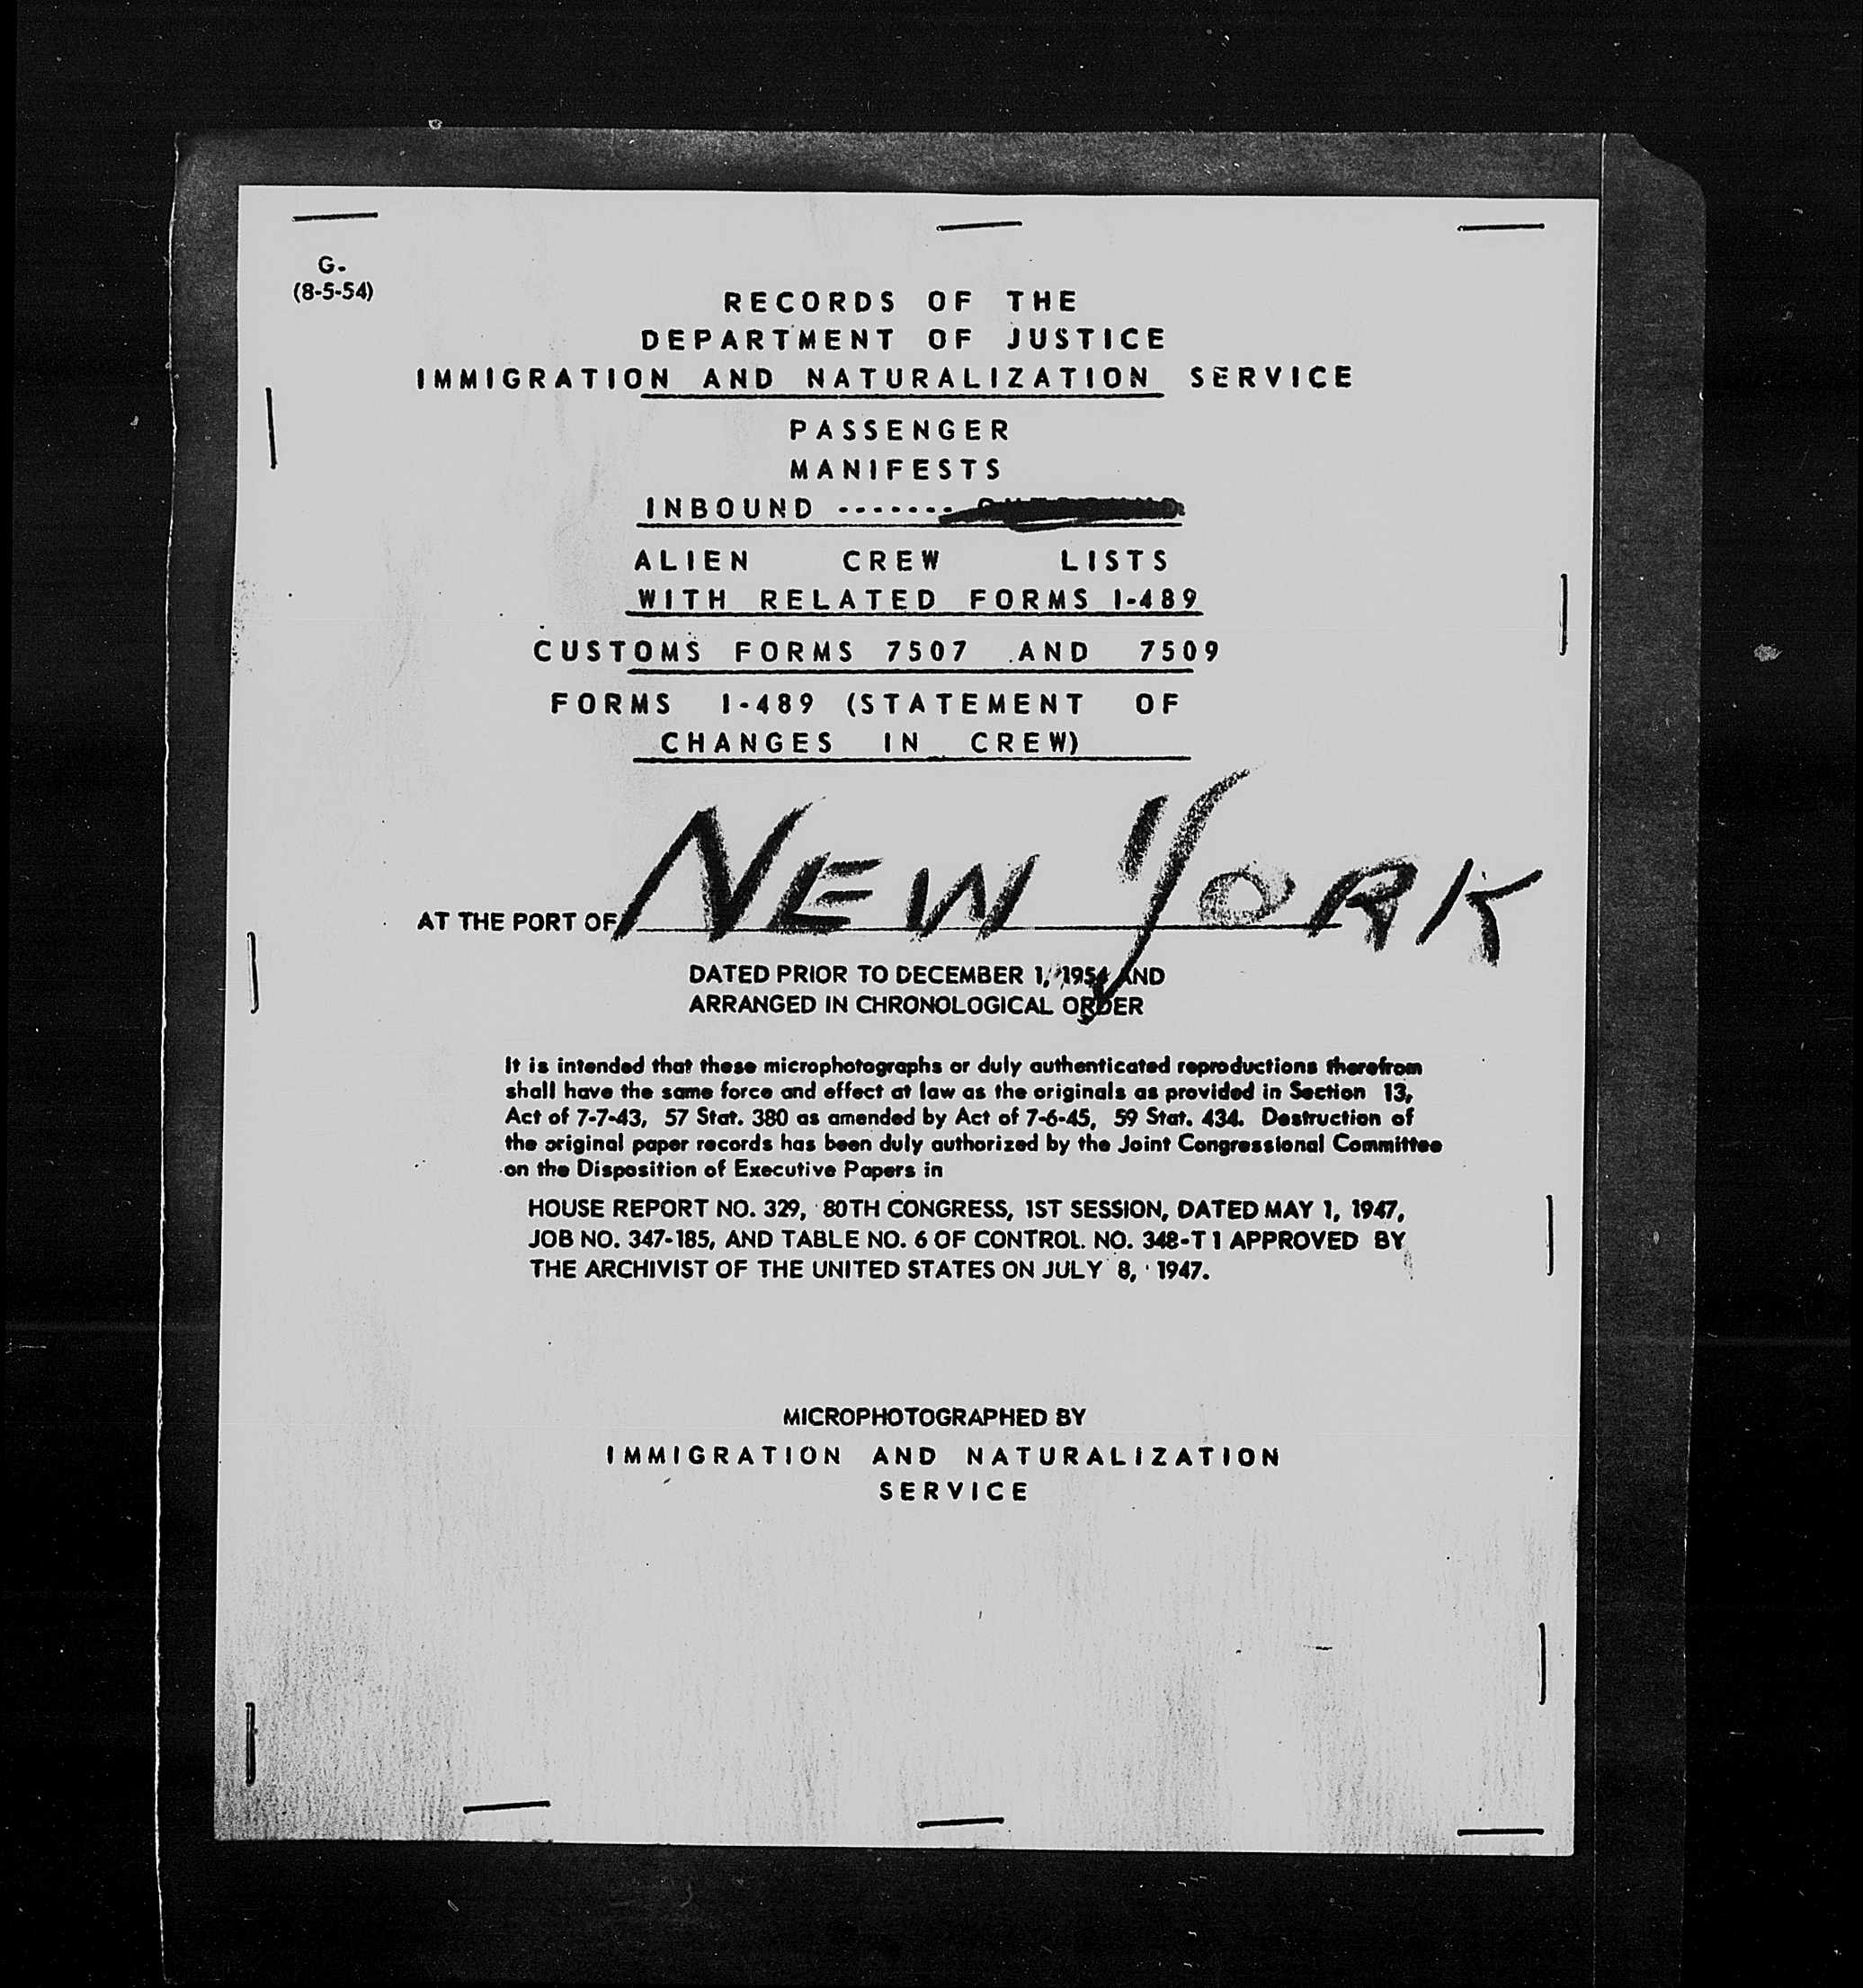 G-
(8-5-54)
RECORDS OF THE
DEPARTMENT OF JUSTICE
IMMIGRATION AND NATURALIZATION SERVICE
PASSENGER
MANIFESTS
INBOUND -------
ALIEN CREW LISTS
WITH RELATED FORMS I-489
CUSTOMS FORMS 7507 AND 7509
FORMS I-489 (STATEMENT OF
CHANGES IN CREW)
AT THE PORT OF NEW YORK
DATED PRIOR TO DECEMBER 1, 1954 AND
ARRANGED IN CHRONOLOGICAL ORDER
It is intended that these microphotographs or duly authenticated reproductions therefrom
shall have the same force and effect at law as the originals as provided in Section 13,
Act of 7-7-43, 57 Stat. 380 as amended by Act of 7-6-45, 59 Stat. 434. Destruction of
the original paper records has been duly authorized by the Joint Congressional Committee
on the Disposition of Executive Papers in
HOUSE REPORT NO. 329, 80TH CONGRESS, 1ST SESSION, DATED MAY 1, 1947,
JOB NO. 347-185, AND TABLE NO. 6 OF CONTROL NO. 348-T 1 APPROVED BY
THE ARCHIVIST OF THE UNITED STATES ON JULY 8, 1947.
MICROPHOTOGRAPHED BY
IMMIGRATION AND NATURALIZATION
SERVICE